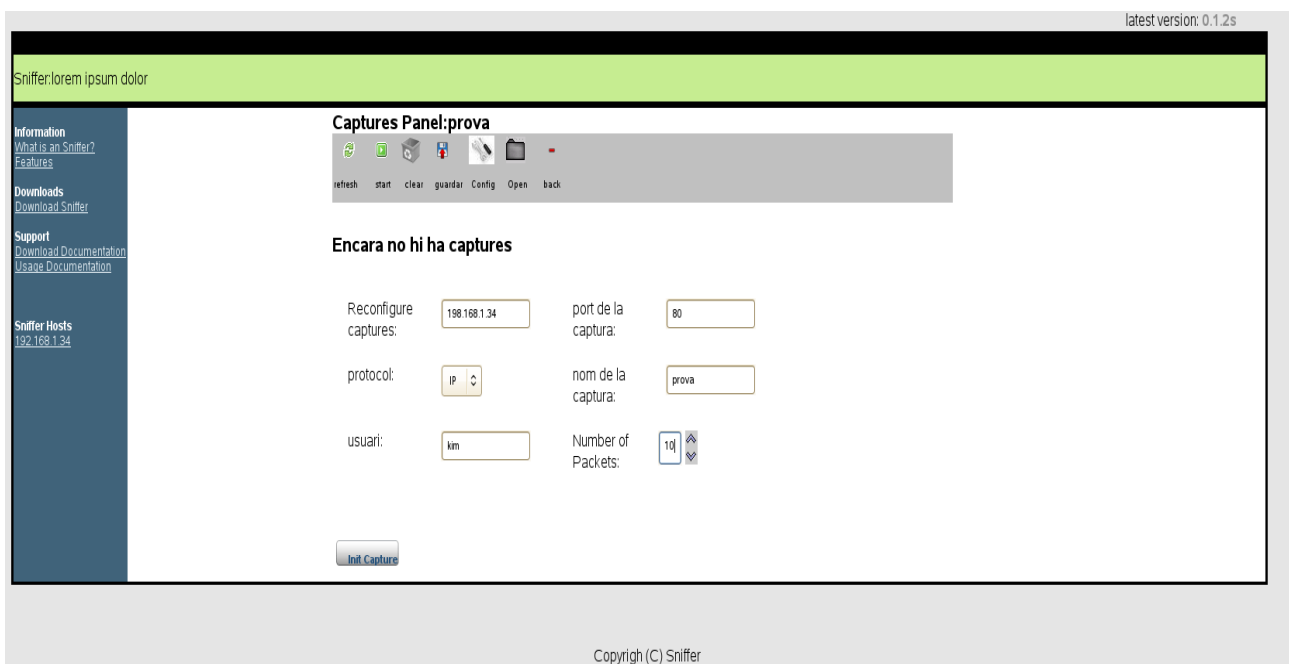 latest version: 0.1.2s
Sniffer:lorem ipsum dolor
Information
What is an Sniffer?
Features
Downloads
Download Sniffer
Support
Download Documentation
Usage Documentation
Sniffer Hosts
192.168.1.34
Captures Panel:prova
refresh start clear guardar Config Open back
Encara no hi ha captures
Reconfigure captures: 198.168.1.34 port de la captura: 80
protocol: IP nom de la captura: prova
usuari: kim Number of Packets: 10
Init Capture
Copyrigh (C) Sniffer